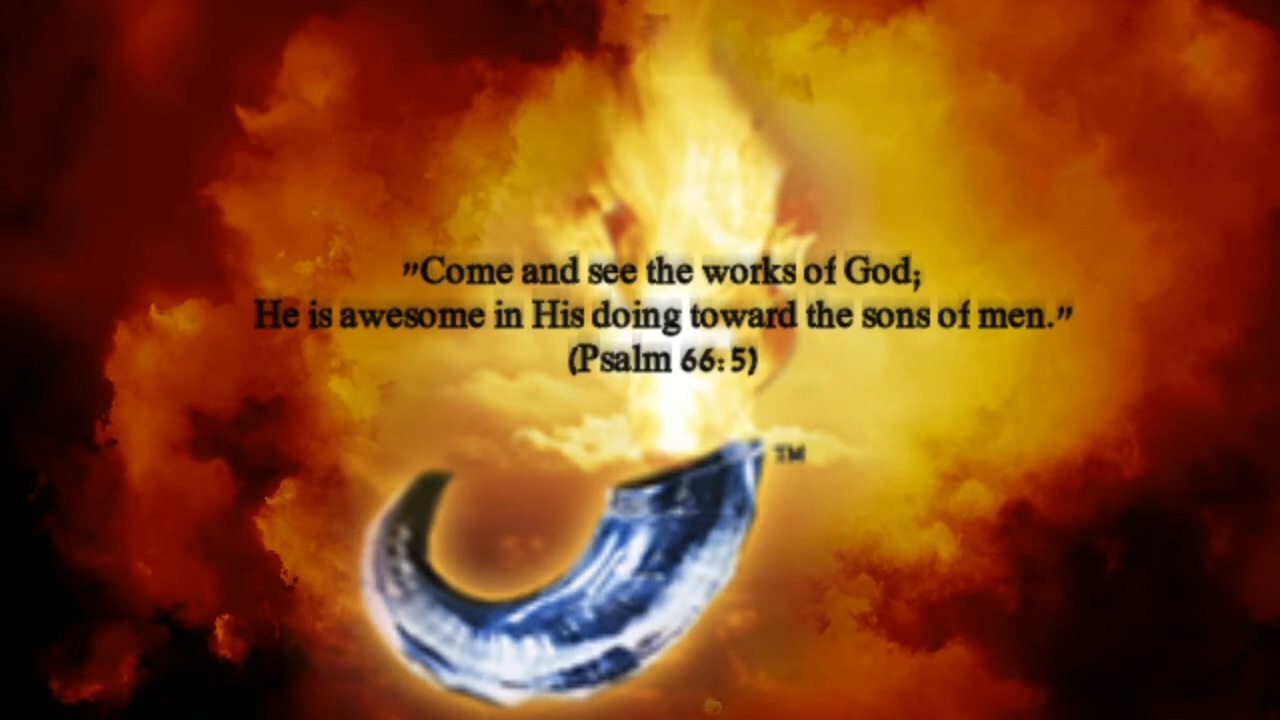 "Come and see the works of God;
He is awesome in His doing toward the sons of men."
(Psalm 66:5)
TM